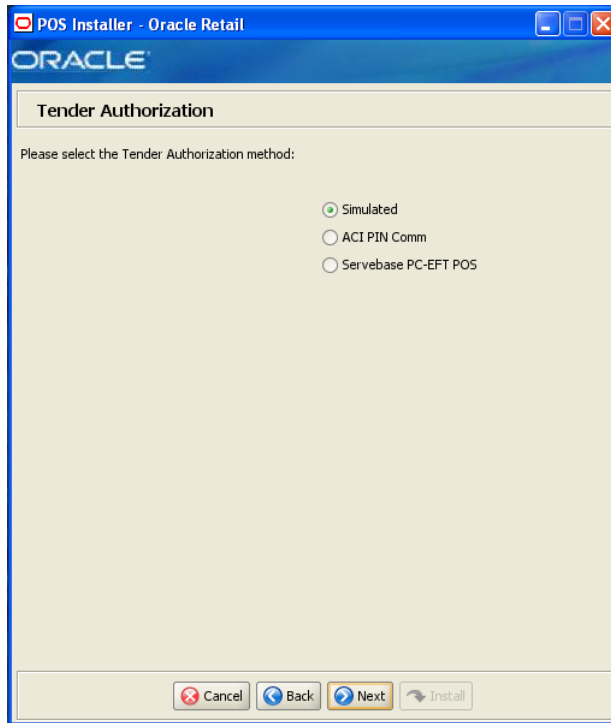 POS Installer - Oracle Retail
ORACLE
Tender Authorization
Please select the Tender Authorization method:
Simulated
ACI PIN Comm
Servebase PC-EFT POS
Cancel Back Next Install